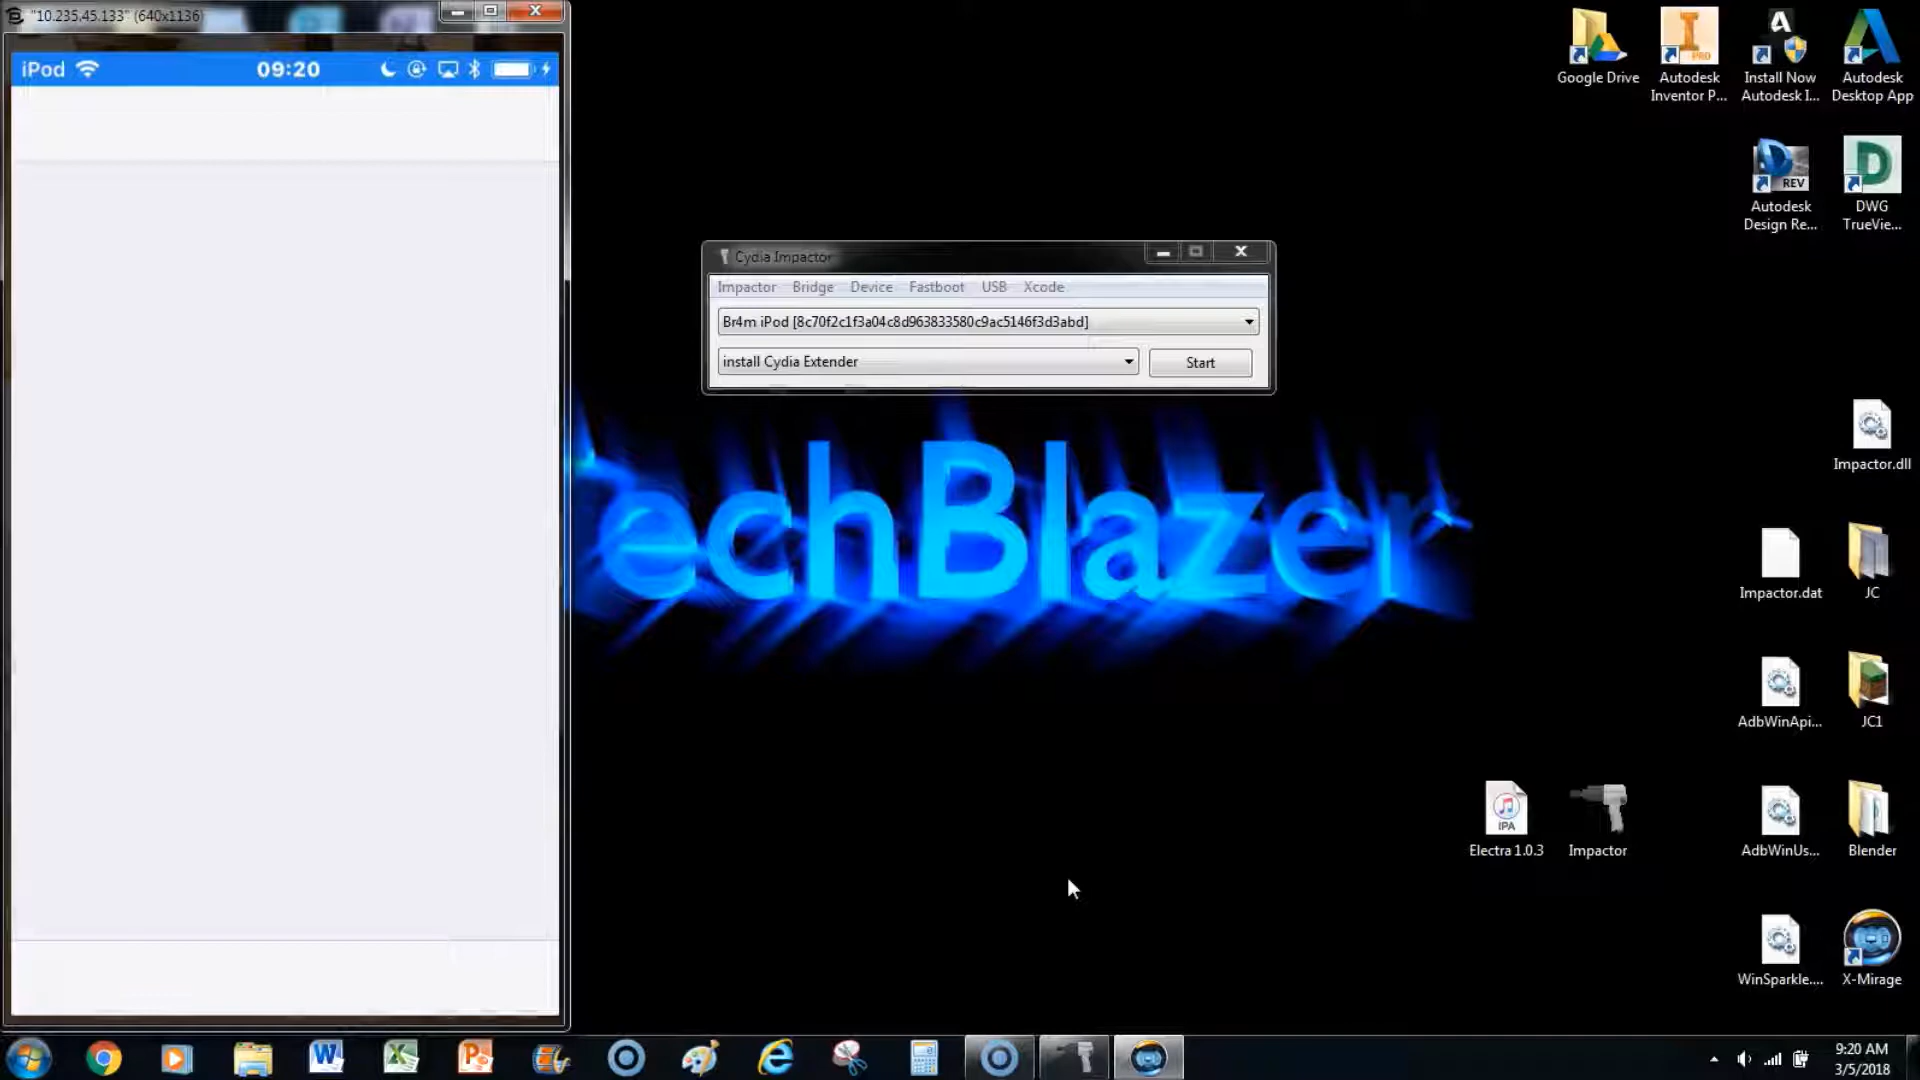 "10.235.45.133" (640x1136)
iPod 09:20
Cydia Impactor
Impactor Bridge Device Fastboot USB Xcode
Br4m iPod [8c70f2c1f3a04c8d963833580c9ac5146f3d3abd]
install Cydia Extender Start
echBlazer
Google Drive
Autodesk
Inventor P...
Install Now
Autodesk I...
Autodesk
Desktop App
REV
Autodesk
Design Re...
DWG
TrueVie...
Impactor.dll
Impactor.dat
JC
AdbWinApi...
JC1
IPA
Electra 1.0.3
Impactor
AdbWinUs...
Blender
WinSparkle....
X-Mirage
9:20 AM
3/5/2018